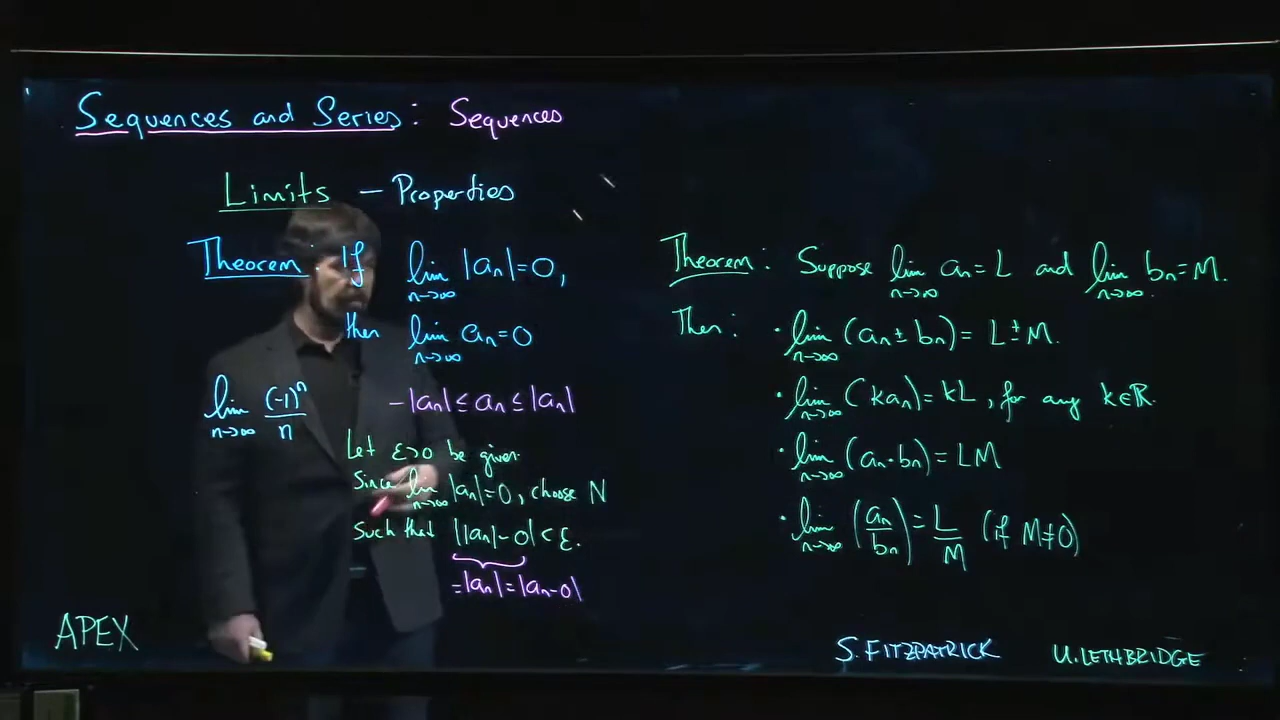 Sequences and Series: Sequences
Limits – Properties
Theorem: If lim n→∞ |an|=0,
then lim n→∞ an=0
lim n→∞ (-1)^n/n
-|an| ≤ an ≤ |an|
Let ε>0 be given.
Since lim n→∞ |an|=0, choose N
such that ||an|-0|<ε.
=|an|=|an-0|
APEX
Theorem: Suppose lim n→∞ an=L and lim n→∞ bn=M.
Then: · lim n→∞ (an±bn)= L±M.
· lim n→∞ (kan)=kL, for any k∈ℝ.
· lim n→∞ (an·bn)=LM
· lim n→∞ (an/bn)=L/M (if M≠0)
S. FITZPATRICK U. LETHBRIDGE